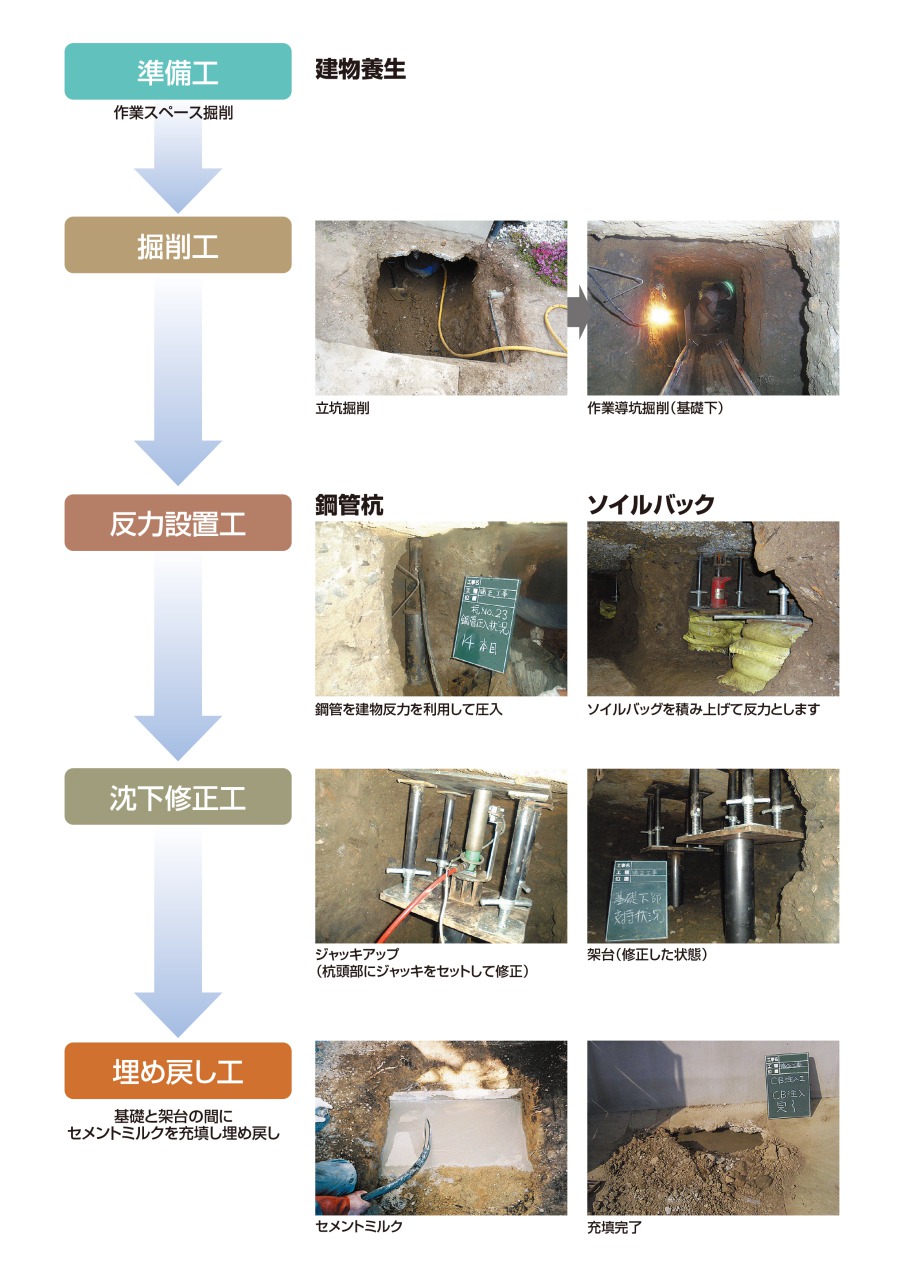 準備工
建物養生
作業スペース掘削
掘削工
立坑掘削
作業導坑掘削(基礎下)
反力設置工
鋼管杭
ソイルバック
工事名
工種 矯正工事
位置
杭NO.23
鋼管圧入状況
14本目
鋼管を建物反力を利用して圧入
ソイルバッグを積み上げて反力とします
沈下修正工
工事名
工種
位置
基礎下部
支持状況
ジャッキアップ
(杭頭部にジャッキをセットして修正)
架台(修正した状態)
埋め戻し工
基礎と架台の間に
セメントミルクを充填し埋め戻し
工事名
工種
位置
CB注入工
CB注入
完了
セメントミルク
充填完了